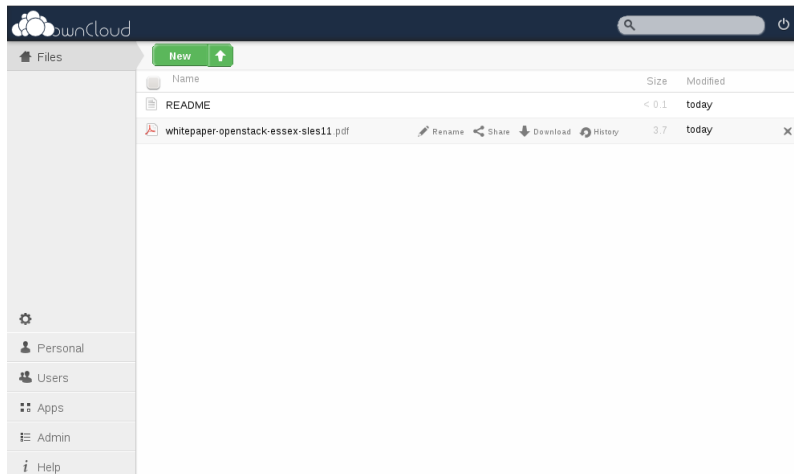 ownCloud
Files
New
Name Size Modified
README < 0.1 today
whitepaper-openstack-essex-sles11.pdf Rename Share Download History 3.7 today
Personal
Users
Apps
Admin
Help